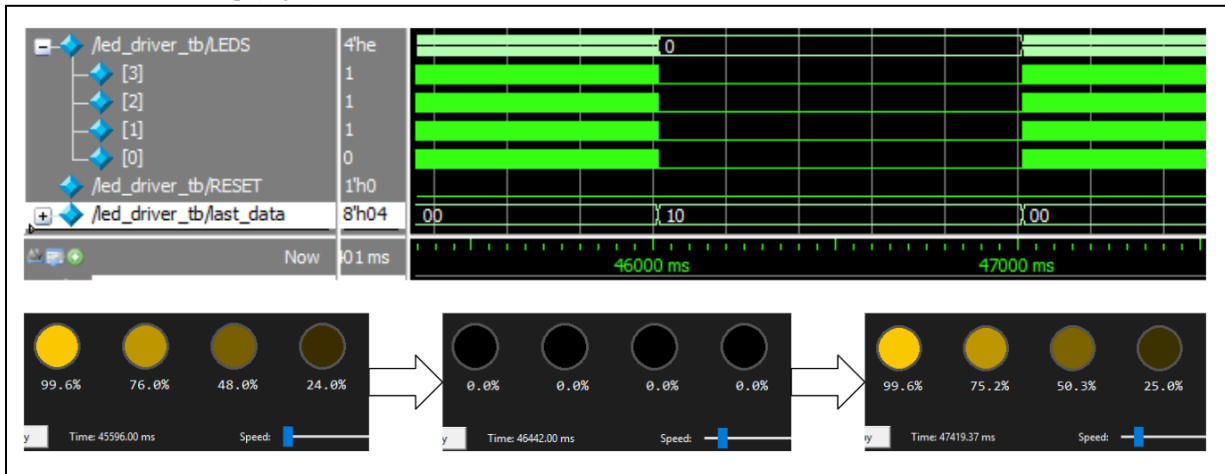 /led_driver_tb/LEDS 4'he 0
[3] 1
[2] 1
[1] 1
[0] 0
/led_driver_tb/RESET 1'h0
/led_driver_tb/last_data 8'h04 00 10 00
Now 01 ms 46000 ms 47000 ms
99.6% 76.0% 48.0% 24.0% 0.0% 0.0% 0.0% 0.0% 99.6% 75.2% 50.3% 25.0%
y Time: 45596.00 ms Speed: y Time: 46442.00 ms Speed: y Time: 47419.37 ms Speed: